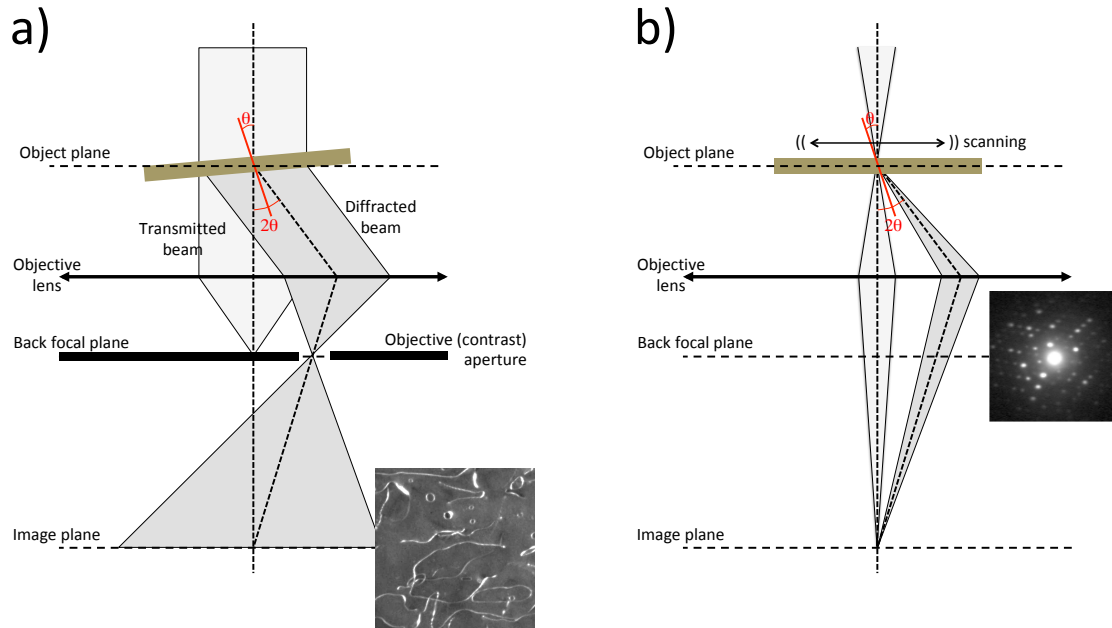 a)
θ
Object plane
2θ
Transmitted
beam
Diffracted
beam
Objective
lens
Back focal plane
Objective (contrast)
aperture
Image plane
b)
θ
(( )) scanning
Object plane
2θ
Objective
lens
Back focal plane
Image plane